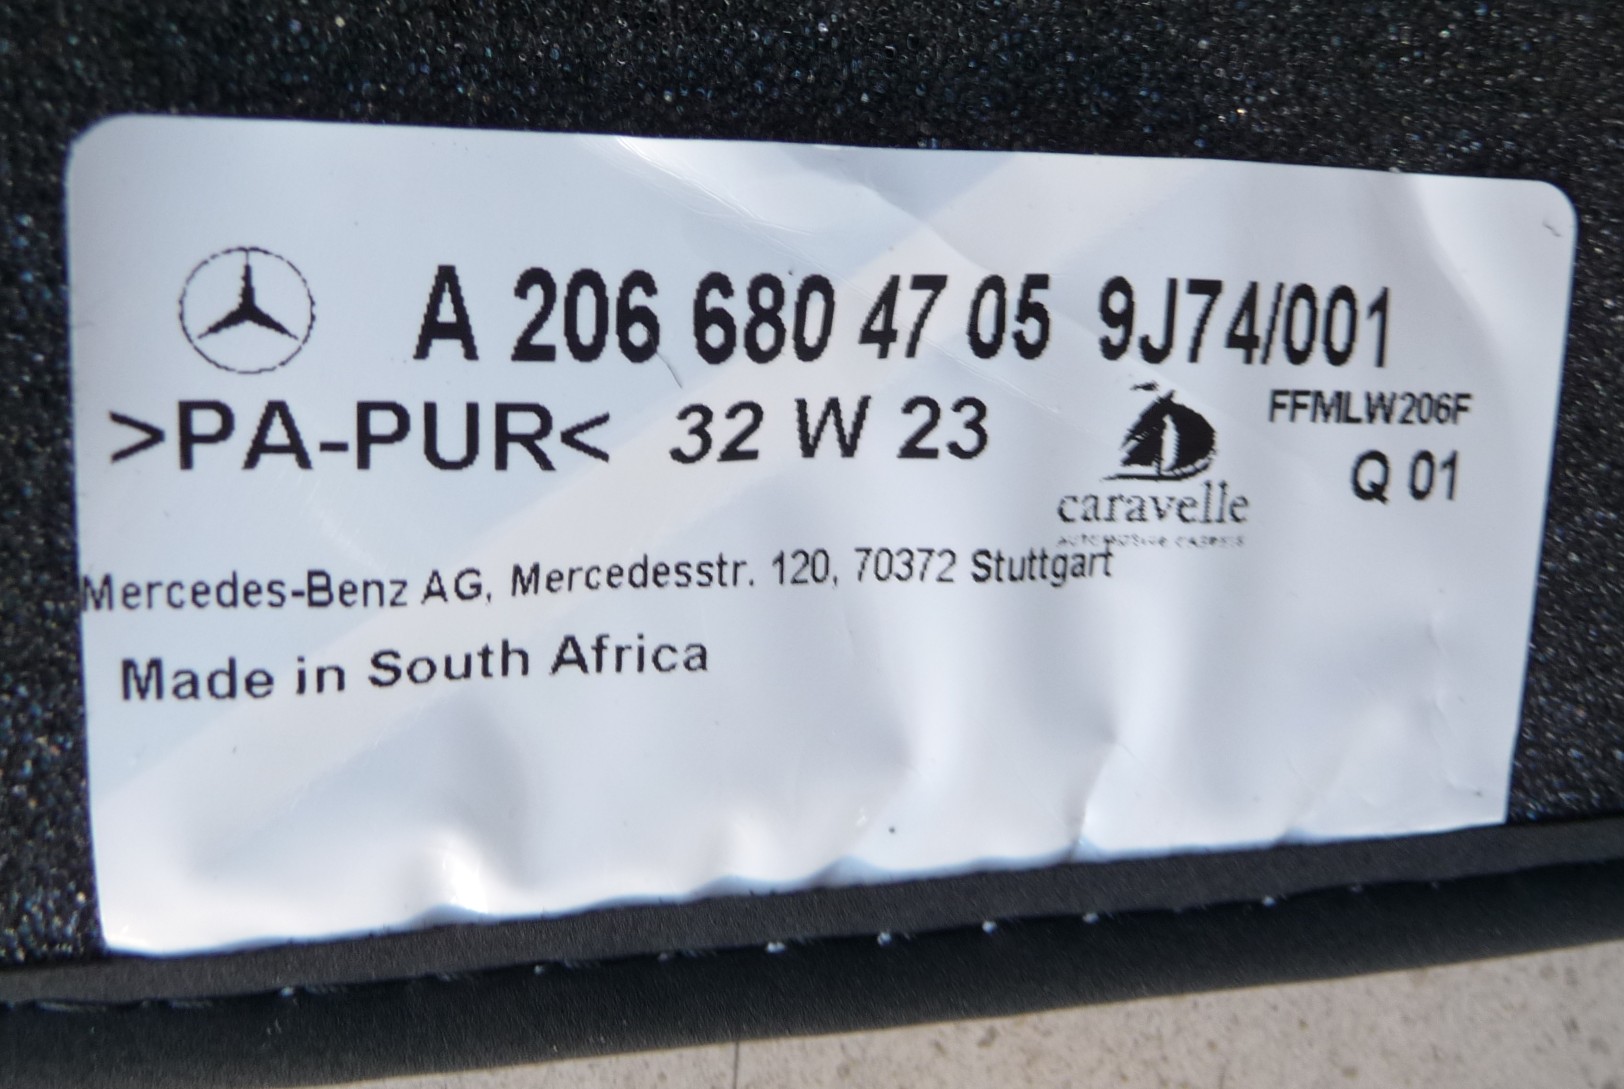 A 206 680 47 05 9J74/001
>PA-PUR< 32 W 23
FFMLW206F
Q 01
caravelle
Mercedes-Benz AG, Mercedesstr. 120, 70372 Stuttgart
Made in South Africa